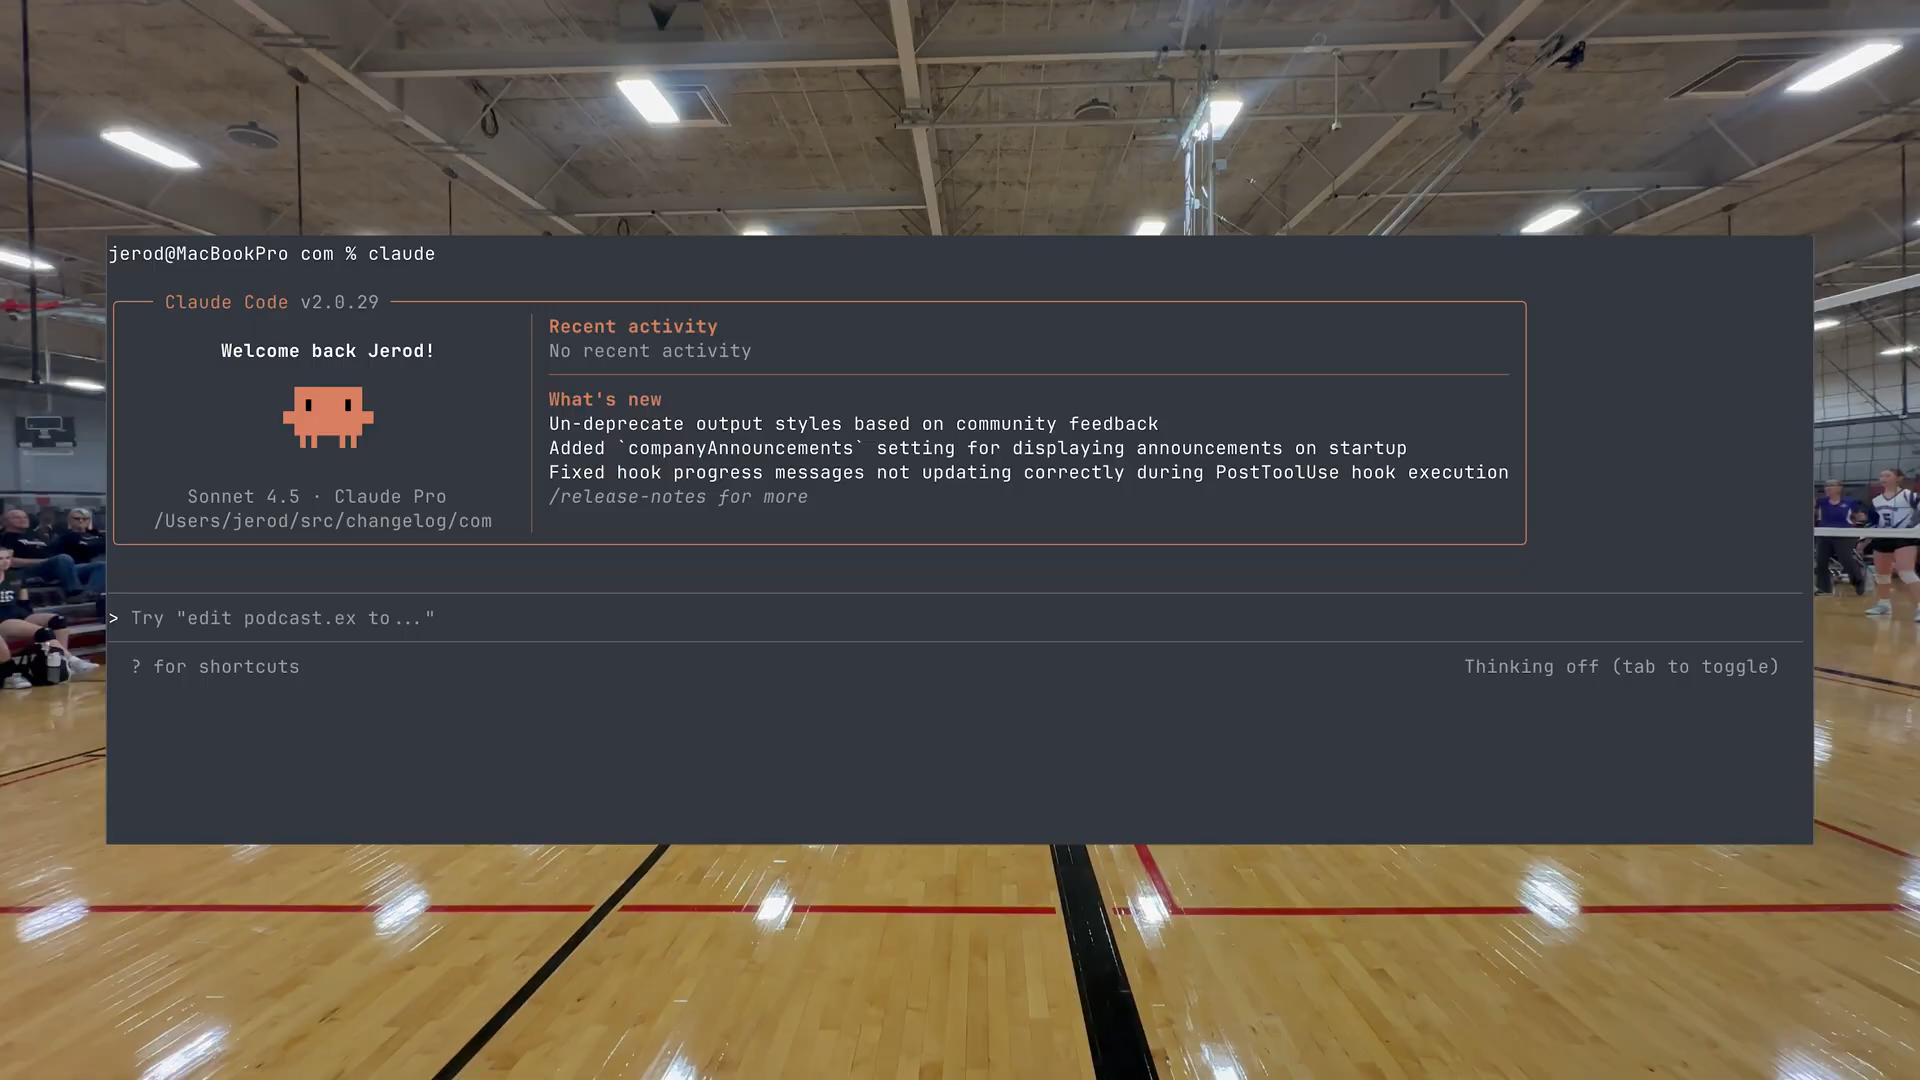 jerod@MacBookPro com % claude
Claude Code v2.0.29
Welcome back Jerod!
Sonnet 4.5 · Claude Pro
/Users/jerod/src/changelog/com
Recent activity
No recent activity
What's new
Un-deprecate output styles based on community feedback
Added `companyAnnouncements` setting for displaying announcements on startup
Fixed hook progress messages not updating correctly during PostToolUse hook execution
/release-notes for more
> Try "edit podcast.ex to..."
? for shortcuts
Thinking off (tab to toggle)
5